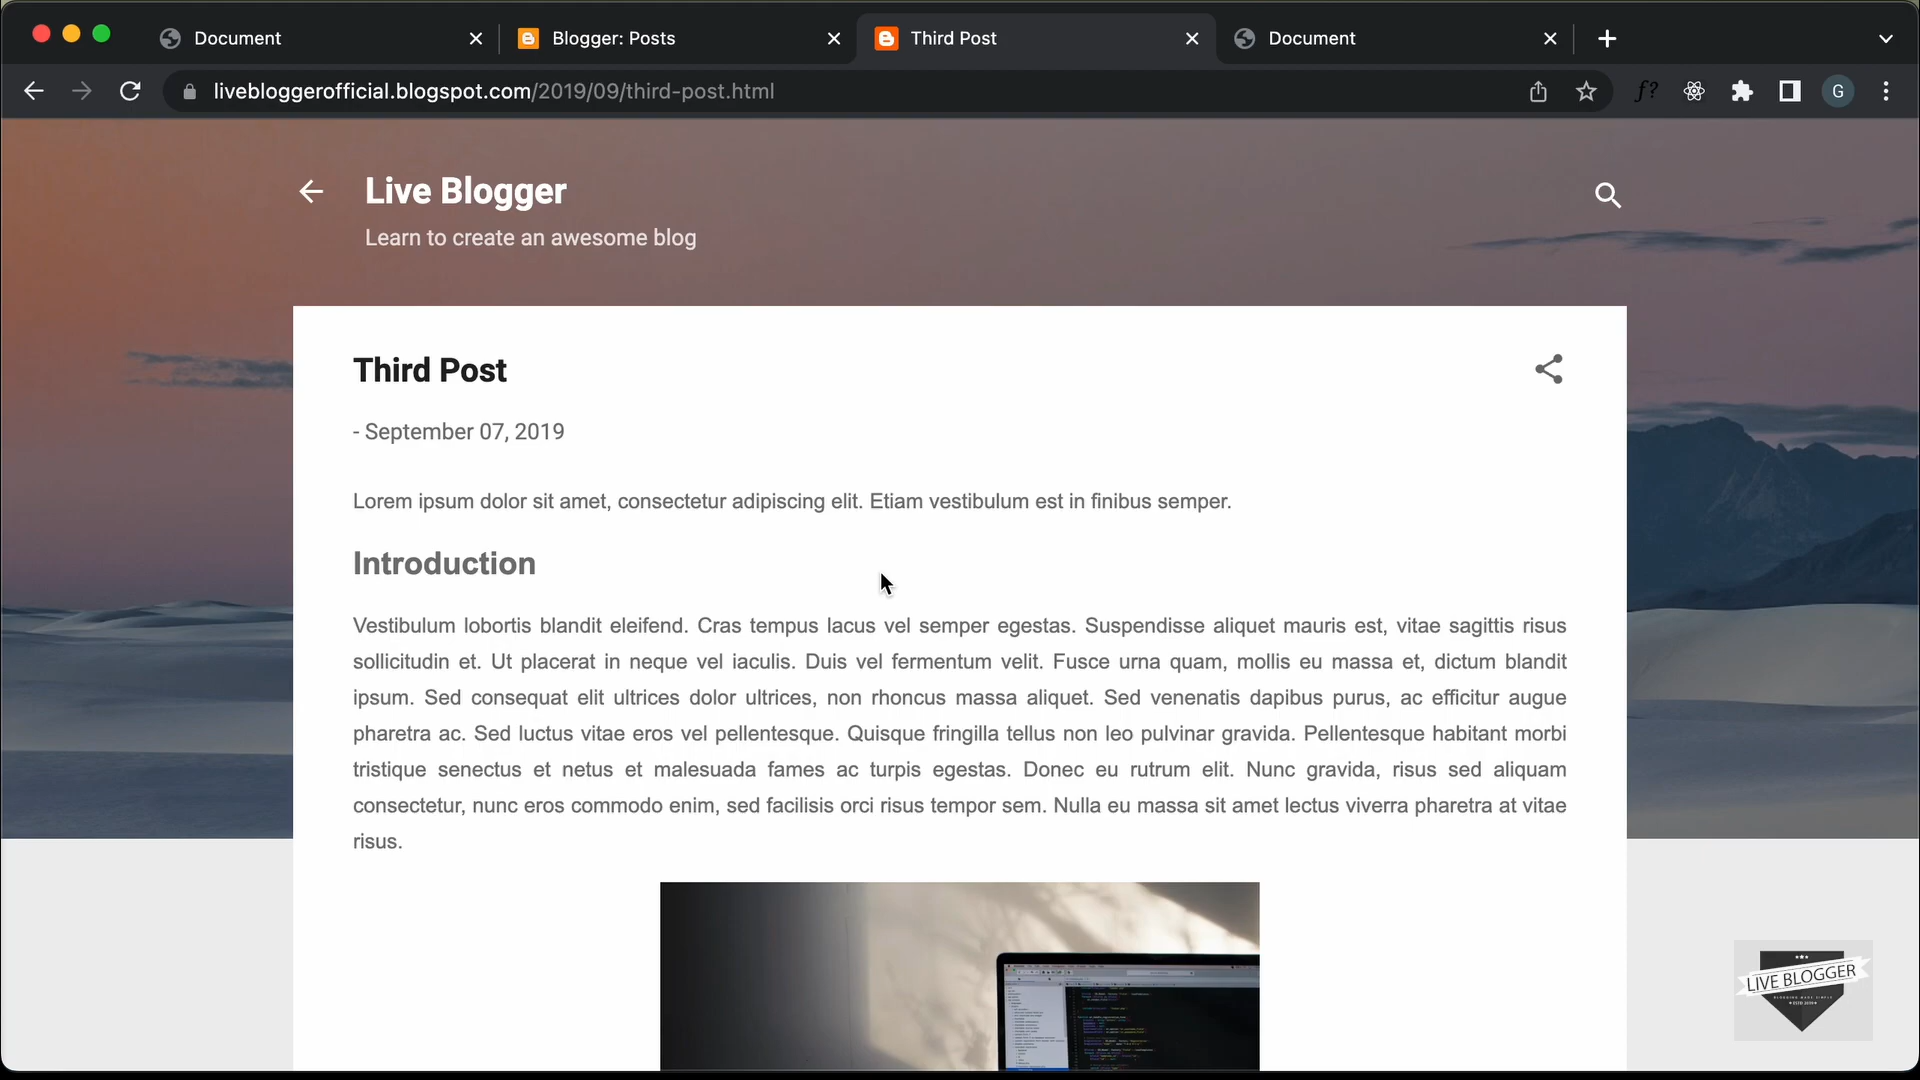 Document
Blogger: Posts
Third Post
Document
livebloggerofficial.blogspot.com/2019/09/third-post.html
f?
G
Live Blogger
Learn to create an awesome blog
Third Post
- September 07, 2019
Lorem ipsum dolor sit amet, consectetur adipiscing elit. Etiam vestibulum est in finibus semper.
Introduction
Vestibulum lobortis blandit eleifend. Cras tempus lacus vel semper egestas. Suspendisse aliquet mauris est, vitae sagittis risus
sollicitudin et. Ut placerat in neque vel iaculis. Duis vel fermentum velit. Fusce urna quam, mollis eu massa et, dictum blandit
ipsum. Sed consequat elit ultrices dolor ultrices, non rhoncus massa aliquet. Sed venenatis dapibus purus, ac efficitur augue
pharetra ac. Sed luctus vitae eros vel pellentesque. Quisque fringilla tellus non leo pulvinar gravida. Pellentesque habitant morbi
tristique senectus et netus et malesuada fames ac turpis egestas. Donec eu rutrum elit. Nunc gravida, risus sed aliquam
consectetur, nunc eros commodo enim, sed facilisis orci risus tempor sem. Nulla eu massa sit amet lectus viverra pharetra at vitae
risus.
LIVE BLOGGER
BLOGGING MADE SIMPLY